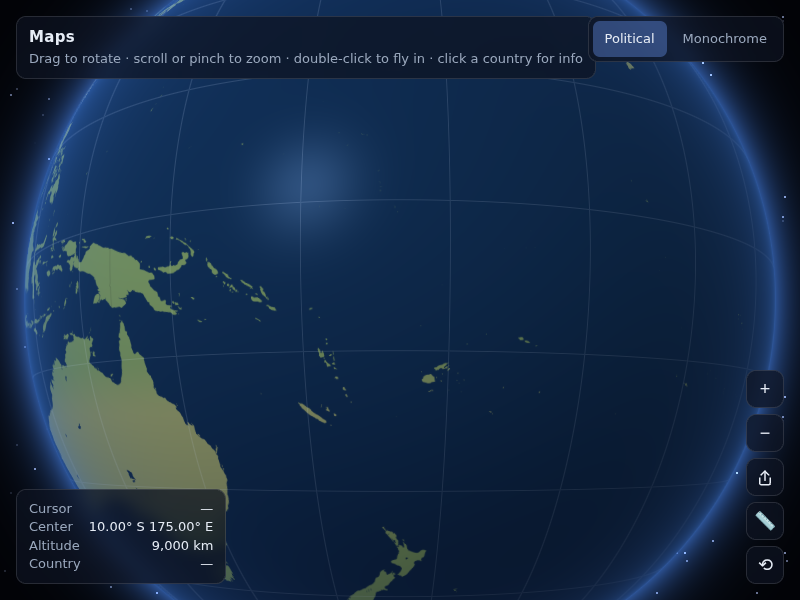 Maps
Drag to rotate · scroll or pinch to zoom · double-click to fly in · click a country for info
Political Monochrome
+
−
⟲
Cursor —
Center 10.00° S 175.00° E
Altitude 9,000 km
Country —